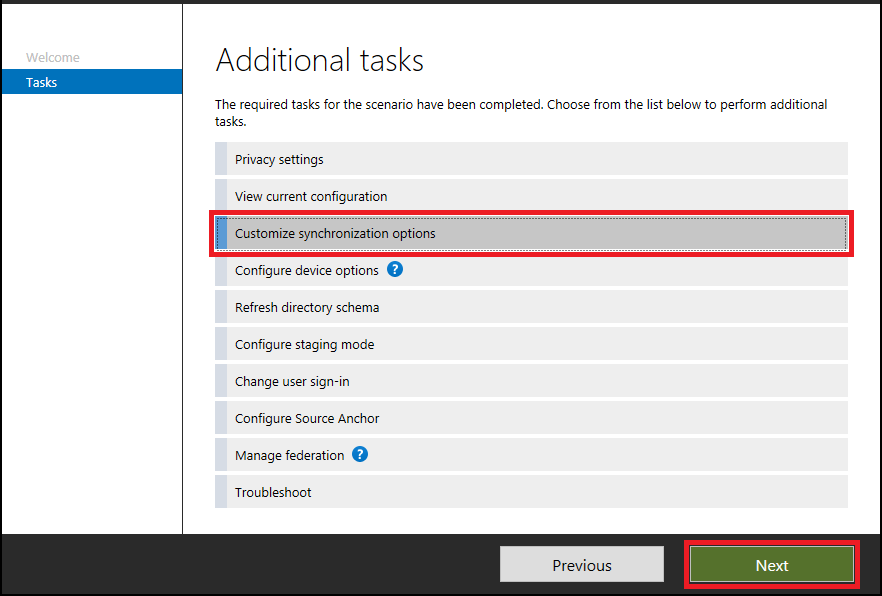 Welcome
Tasks
Additional tasks
The required tasks for the scenario have been completed. Choose from the list below to perform additional
tasks.
Privacy settings
View current configuration
Customize synchronization options
Configure device options ?
Refresh directory schema
Configure staging mode
Change user sign-in
Configure Source Anchor
Manage federation ?
Troubleshoot
Previous
Next